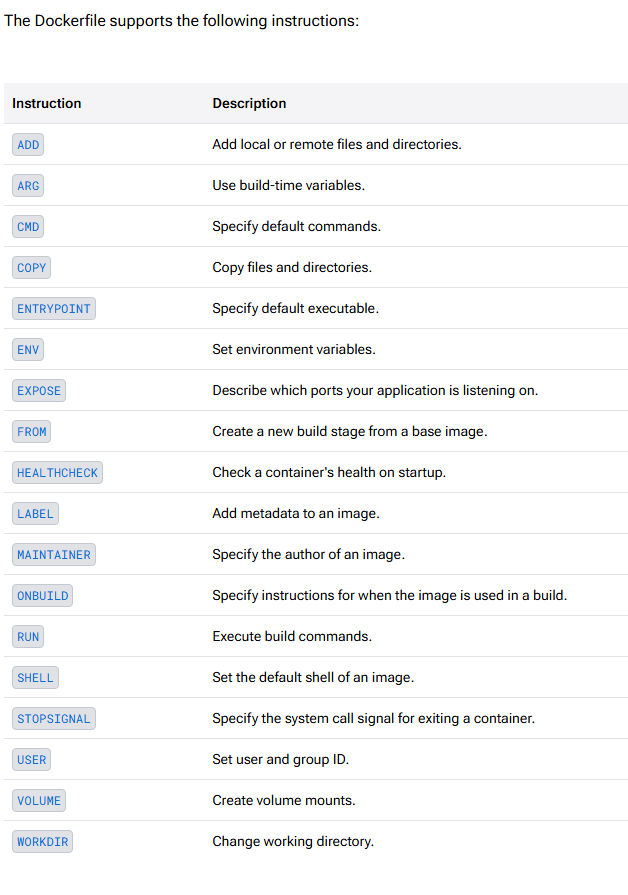 The Dockerfile supports the following instructions:
Instruction Description
ADD Add local or remote files and directories.
ARG Use build-time variables.
CMD Specify default commands.
COPY Copy files and directories.
ENTRYPOINT Specify default executable.
ENV Set environment variables.
EXPOSE Describe which ports your application is listening on.
FROM Create a new build stage from a base image.
HEALTHCHECK Check a container's health on startup.
LABEL Add metadata to an image.
MAINTAINER Specify the author of an image.
ONBUILD Specify instructions for when the image is used in a build.
RUN Execute build commands.
SHELL Set the default shell of an image.
STOPSIGNAL Specify the system call signal for exiting a container.
USER Set user and group ID.
VOLUME Create volume mounts.
WORKDIR Change working directory.